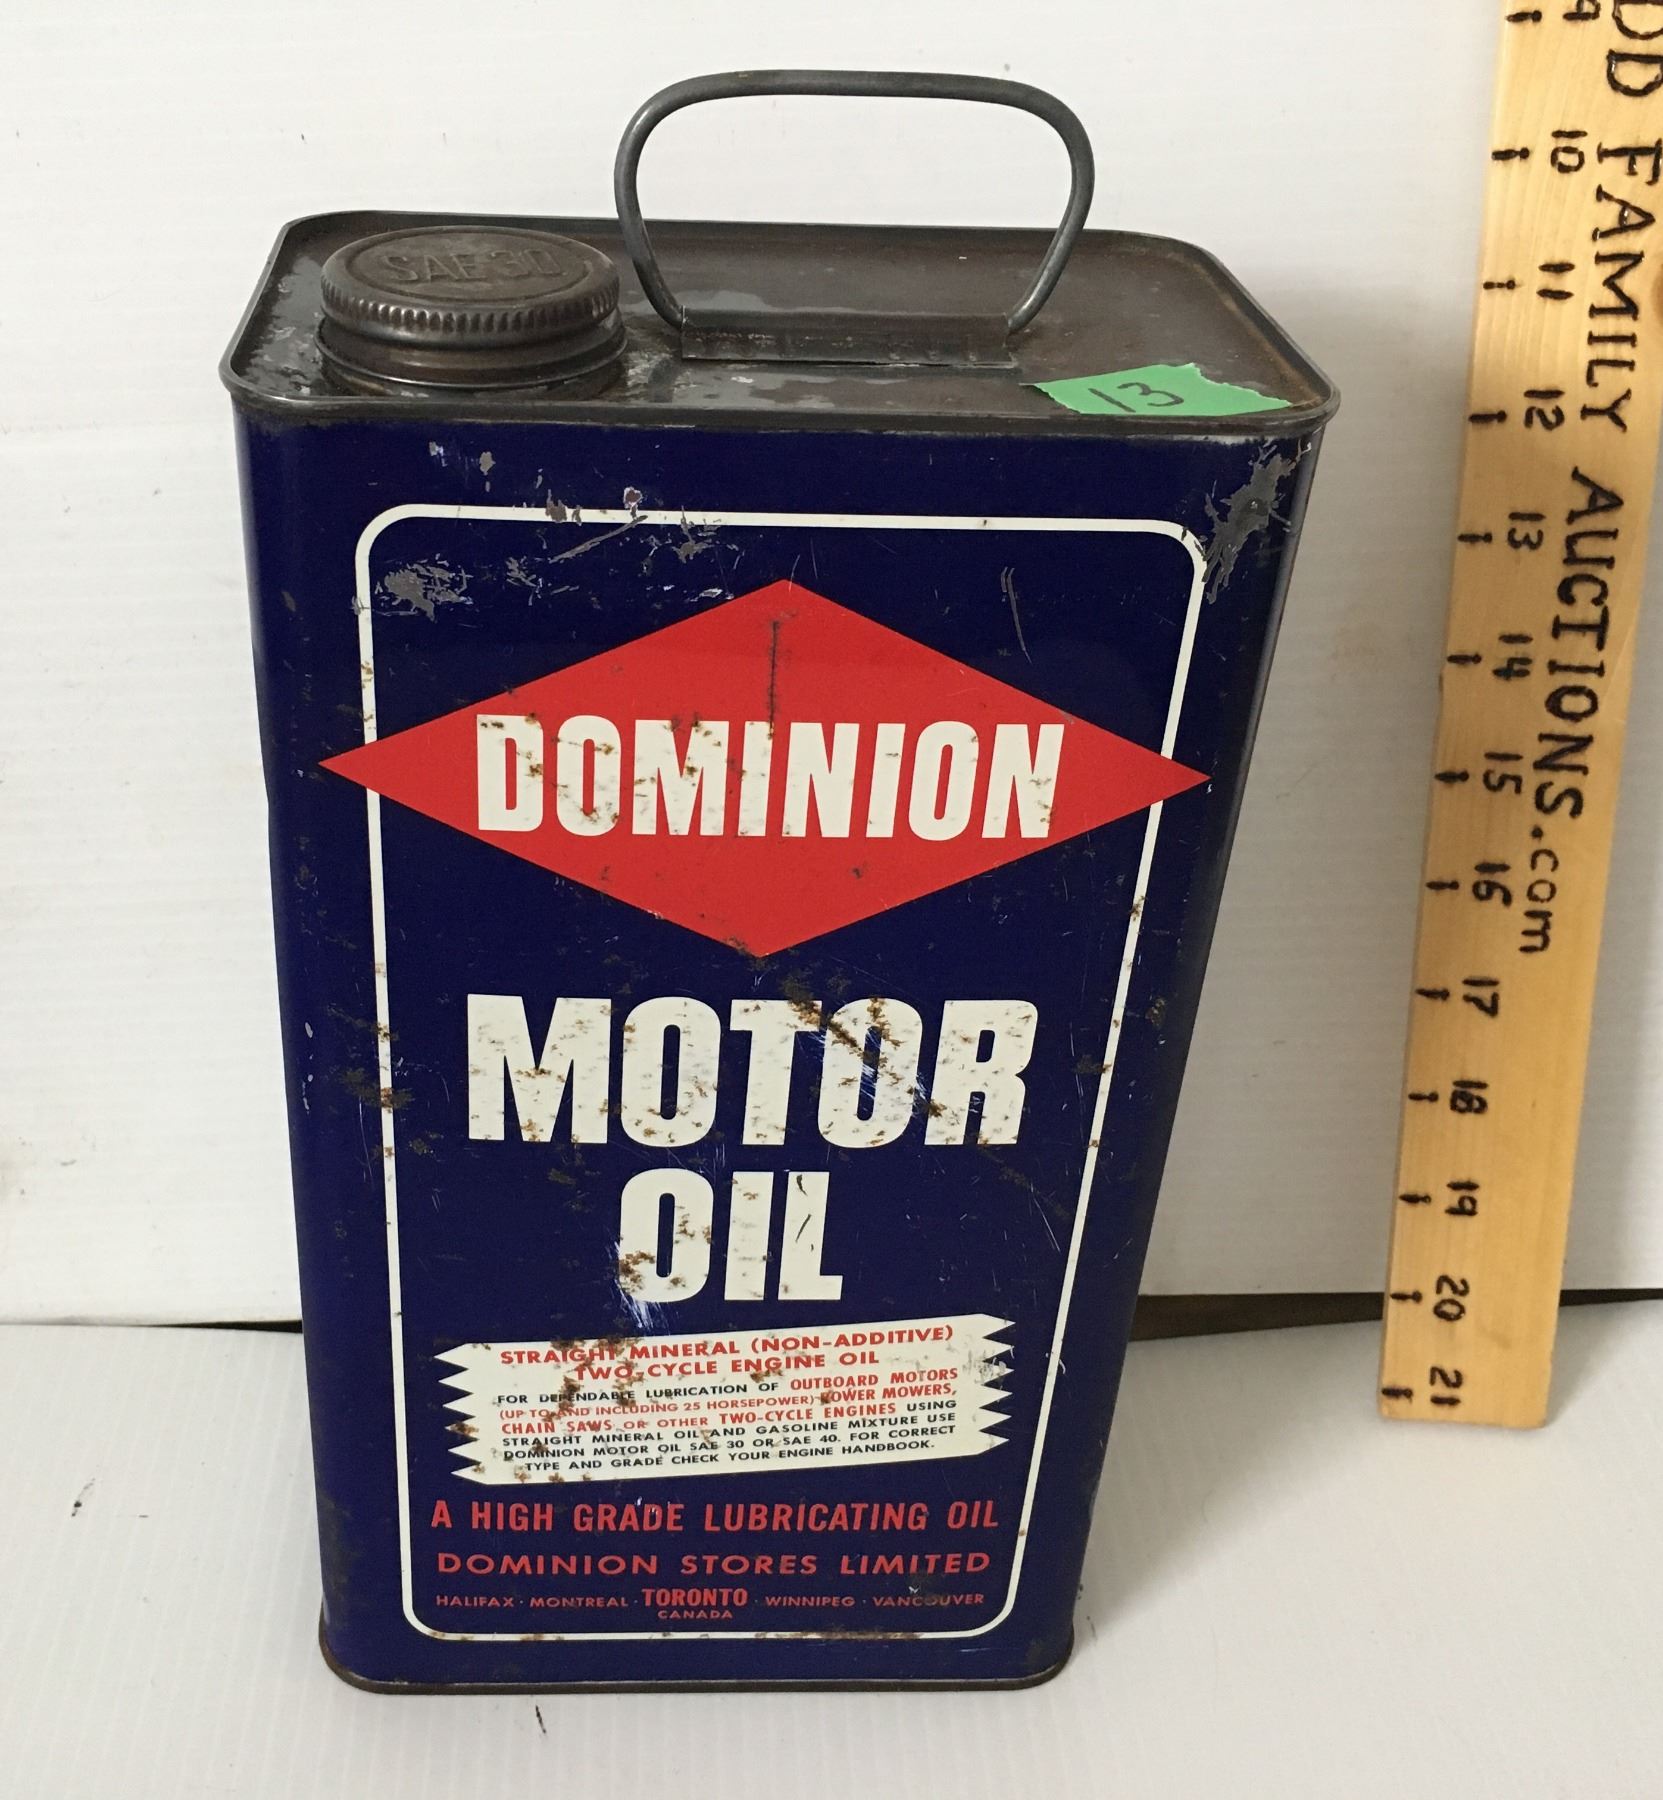 SAE 30
13
DOMINION
MOTOR
OIL
STRAIGHT MINERAL (NON-ADDITIVE)
TWO-CYCLE ENGINE OIL
FOR DEPENDABLE LUBRICATION OF OUTBOARD MOTORS
(UP TO AND INCLUDING 25 HORSEPOWER) POWER MOWERS,
CHAIN SAWS OR OTHER TWO-CYCLE ENGINES USING
STRAIGHT MINERAL OIL AND GASOLINE MIXTURE USE
DOMINION MOTOR OIL SAE 30 OR SAE 40. FOR CORRECT
TYPE AND GRADE CHECK YOUR ENGINE HANDBOOK.
A HIGH GRADE LUBRICATING OIL
DOMINION STORES LIMITED
HALIFAX · MONTREAL · TORONTO · WINNIPEG · VANCOUVER
CANADA
FAMILY AUCTIONS.com
9
10
11
12
13
14
15
16
17
18
19
20
21